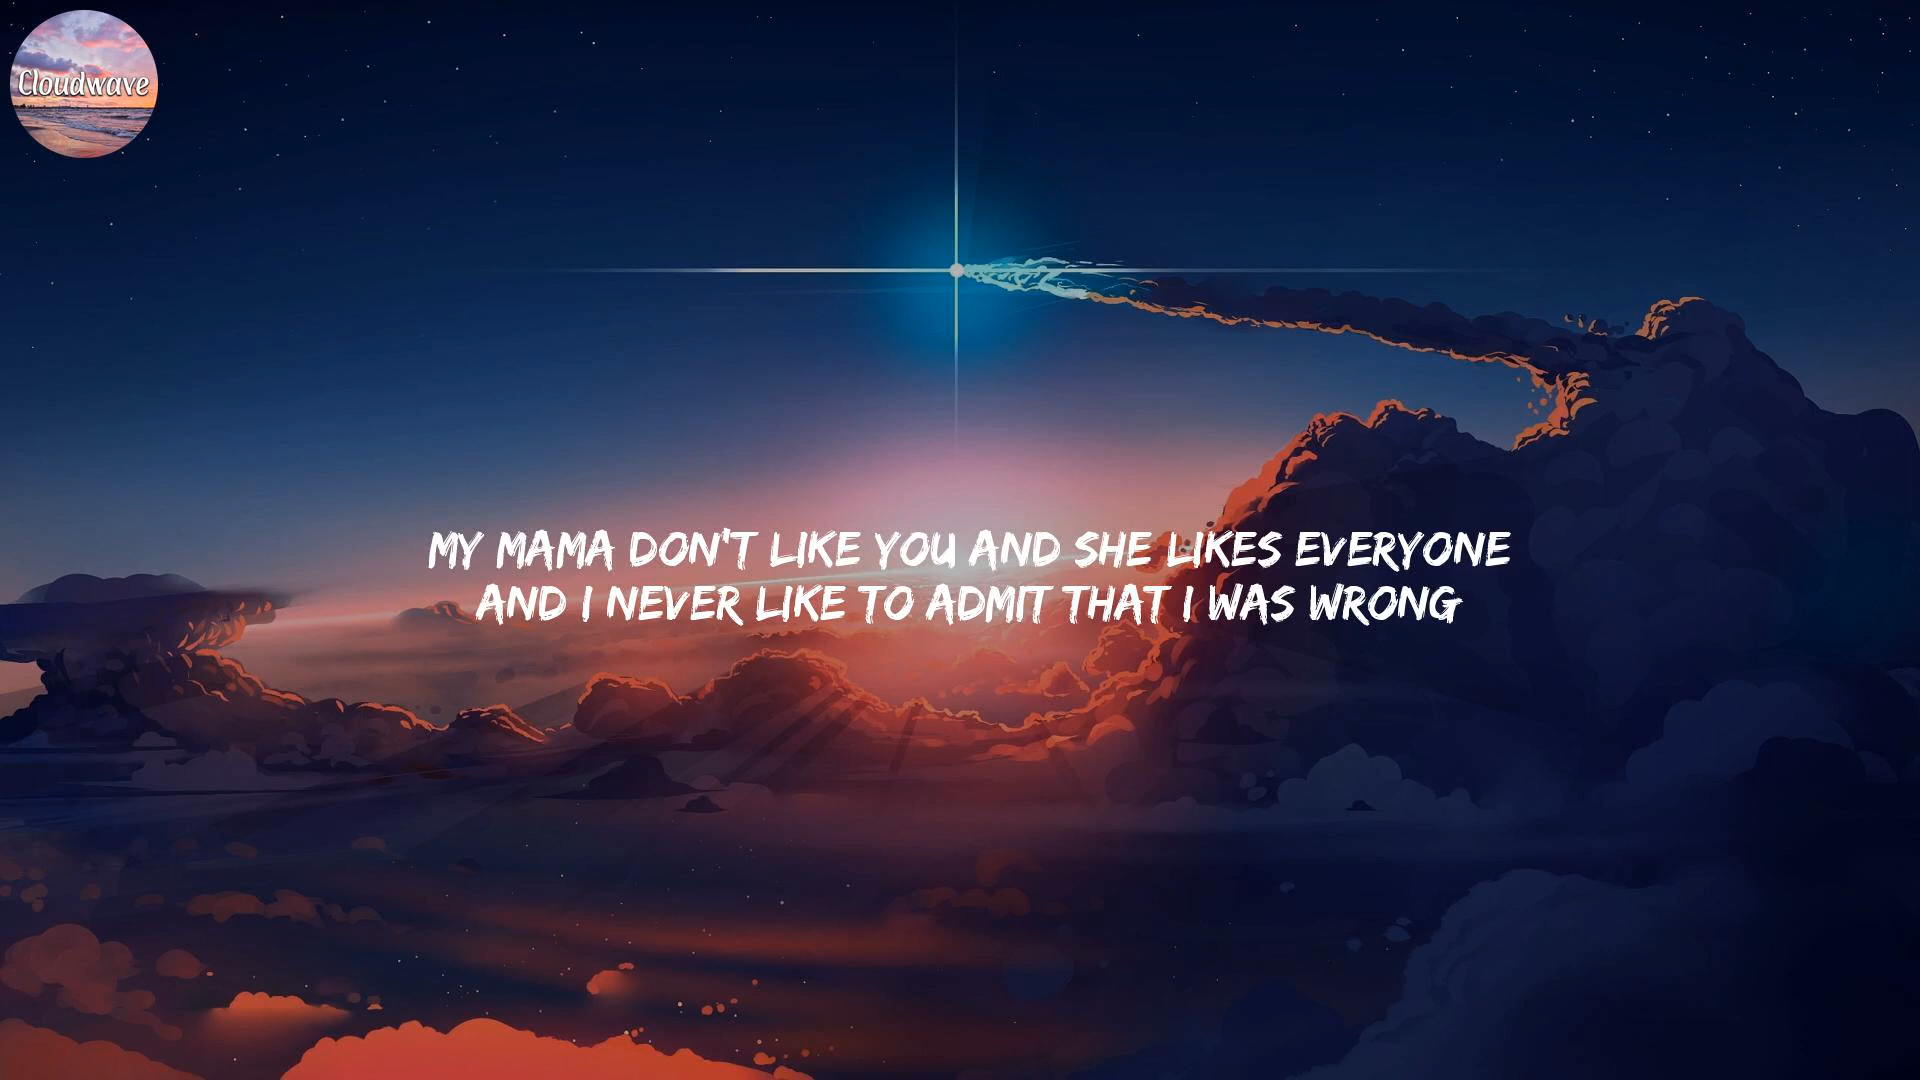 Cloudwave
MY MAMA DON'T LIKE YOU AND SHE LIKES EVERYONE
AND I NEVER LIKE TO ADMIT THAT I WAS WRONG